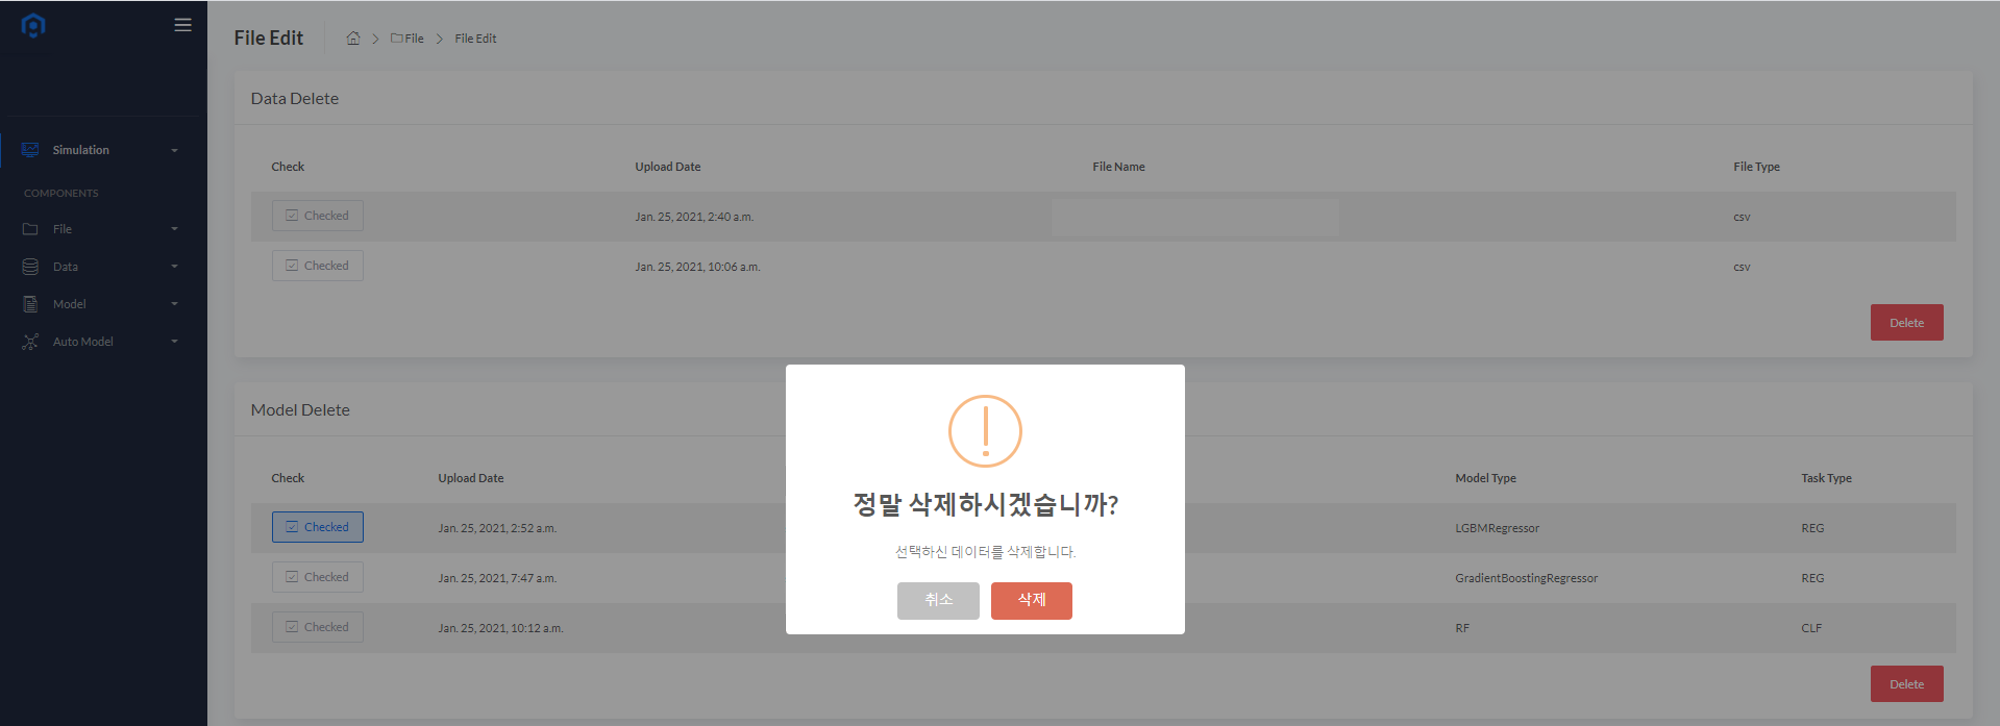 File Edit
File
File Edit
Simulation
COMPONENTS
File
Data
Model
Auto Model
Data Delete
Check Upload Date File Name File Type
Checked Jan. 25, 2021, 2:40 a.m. csv
Checked Jan. 25, 2021, 10:06 a.m. csv
Delete
Model Delete
Check Upload Date Model Type Task Type
Checked Jan. 25, 2021, 2:52 a.m. LGBMRegressor REG
Checked Jan. 25, 2021, 7:47 a.m. GradientBoostingRegressor REG
Checked Jan. 25, 2021, 10:12 a.m. RF CLF
Delete
정말 삭제하시겠습니까?
선택하신 데이터를 삭제합니다.
취소 삭제